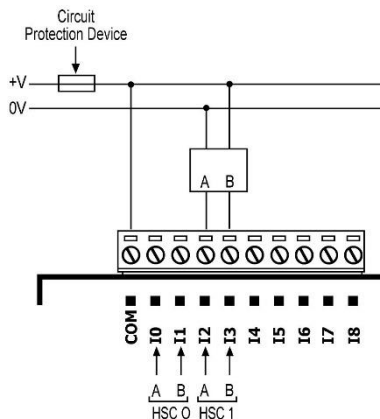 Circuit
Protection Device
+V
0V
A B
COM I0 I1 I2 I3 I4 I5 I6 I7 I8
A B A B
HSC 0 HSC 1